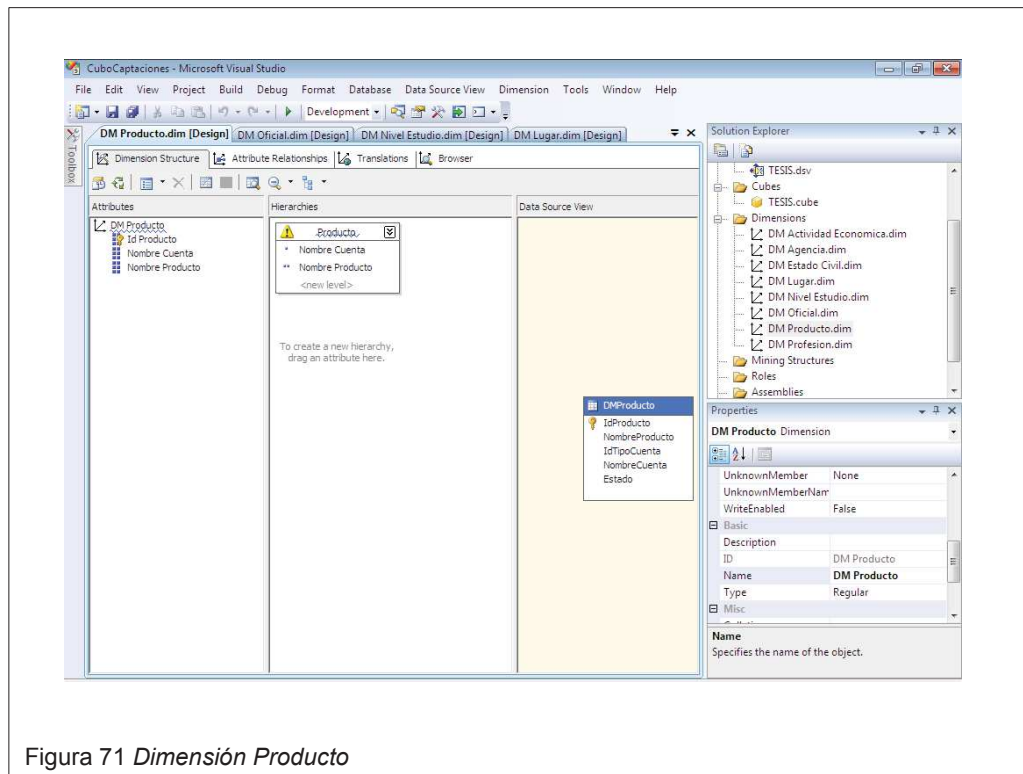 CuboCaptaciones - Microsoft Visual Studio
File Edit View Project Build Debug Format Database Data Source View Dimension Tools Window Help
Development
Toolbox
DM Producto.dim [Design] DM Oficial.dim [Design] DM Nivel Estudio.dim [Design] DM Lugar.dim [Design]
Dimension Structure Attribute Relationships Translations Browser
Attributes
DM Producto
Id Producto
Nombre Cuenta
Nombre Producto
Hierarchies
Producto
Nombre Cuenta
Nombre Producto
<new level>
To create a new hierarchy,
drag an attribute here.
Data Source View
DMProducto
IdProducto
NombreProducto
IdTipoCuenta
NombreCuenta
Estado
Solution Explorer
TESIS.dsv
Cubes
TESIS.cube
Dimensions
DM Actividad Economica.dim
DM Agencia.dim
DM Estado Civil.dim
DM Lugar.dim
DM Nivel Estudio.dim
DM Oficial.dim
DM Producto.dim
DM Profesion.dim
Mining Structures
Roles
Assemblies
Properties
DM Producto Dimension
UnknownMember None
UnknownMemberNam
WriteEnabled False
Basic
Description
ID DM Producto
Name DM Producto
Type Regular
Misc
Name
Specifies the name of the object.
Figura 71 Dimensión Producto